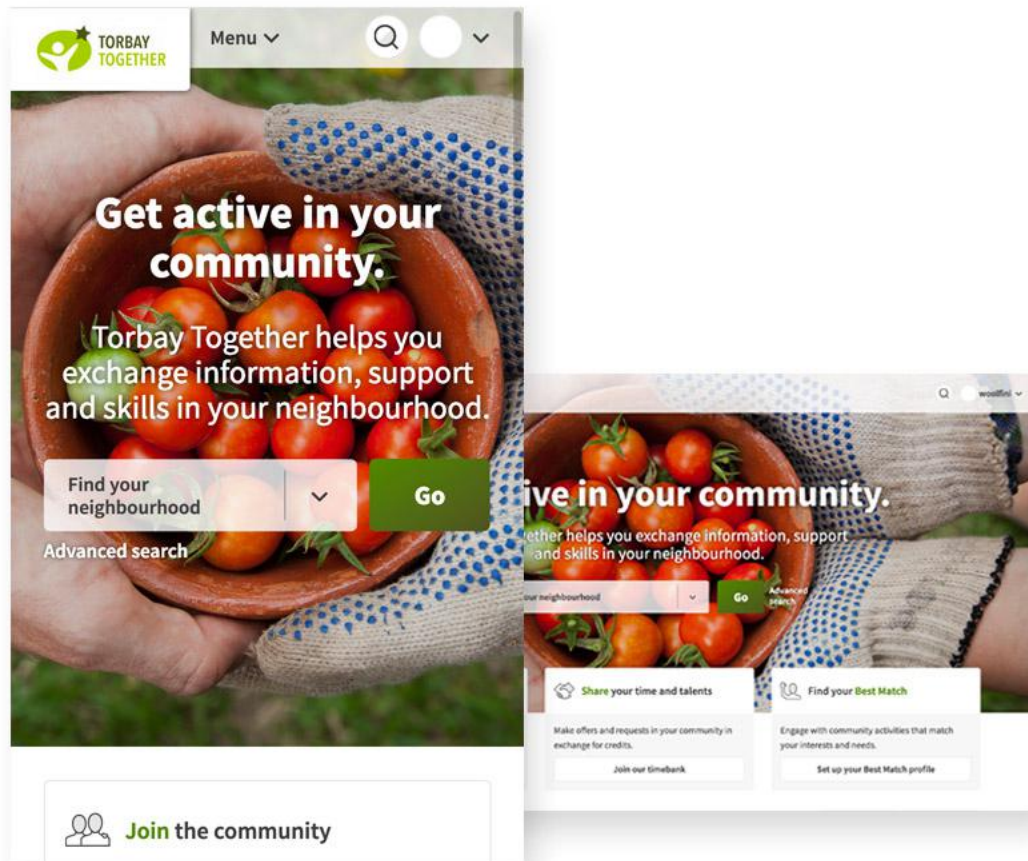 TORBAY
TOGETHER
Menu
Get active in your
community.
Torbay Together helps you
exchange information, support
and skills in your neighbourhood.
Find your
neighbourhood
Go
Advanced search
Join the community
woolfini
ive in your community.
ether helps you exchange information, support
and skills in your neighbourhood.
our neighbourhood
Go
Advanced
search
Share your time and talents
Make offers and requests in your community in
exchange for credits.
Join our timebank
Find your Best Match
Engage with community activities that match
your interests and needs.
Set up your Best Match profile